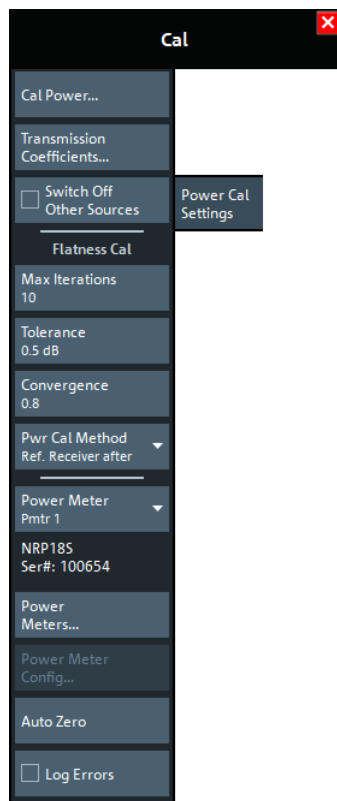 Cal
Cal Power...
Transmission
Coefficients...
Switch Off
Other Sources
Power Cal
Settings
Flatness Cal
Max Iterations
10
Tolerance
0.5 dB
Convergence
0.8
Pwr Cal Method
Ref. Receiver after
Power Meter
Pmtr 1
NRP18S
Ser#: 100654
Power
Meters...
Power Meter
Config...
Auto Zero
Log Errors